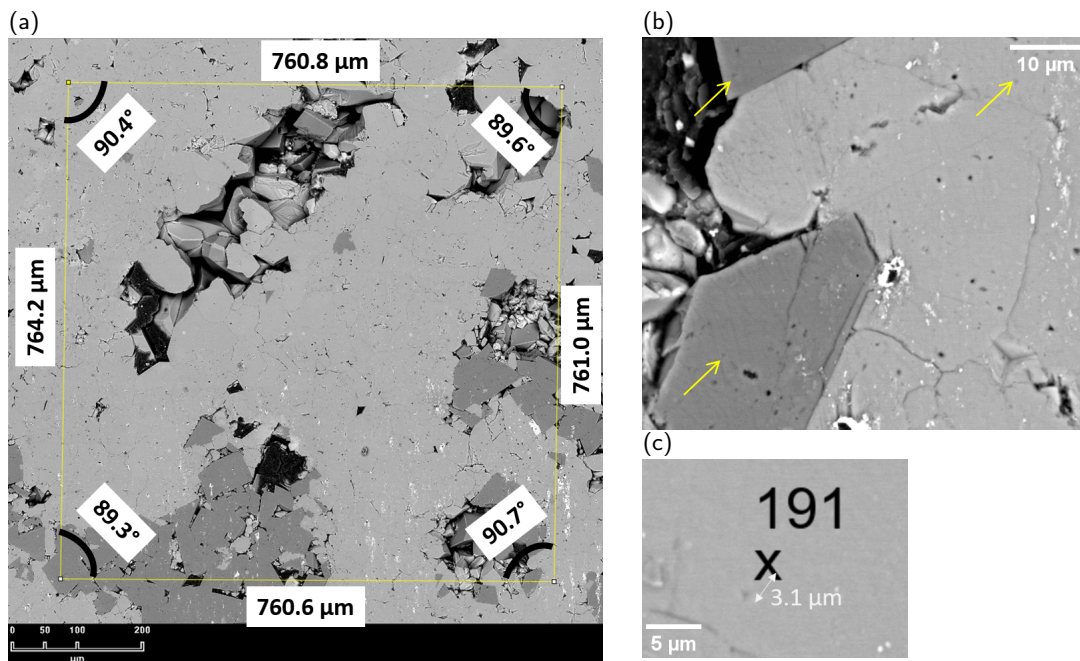 (a)
760.8 µm
90.4°
89.6°
764.2 µm
761.0 µm
89.3°
90.7°
760.6 µm
0 50 100 200
µm
(b)
10 µm
(c)
191
x
3.1 µm
5 µm